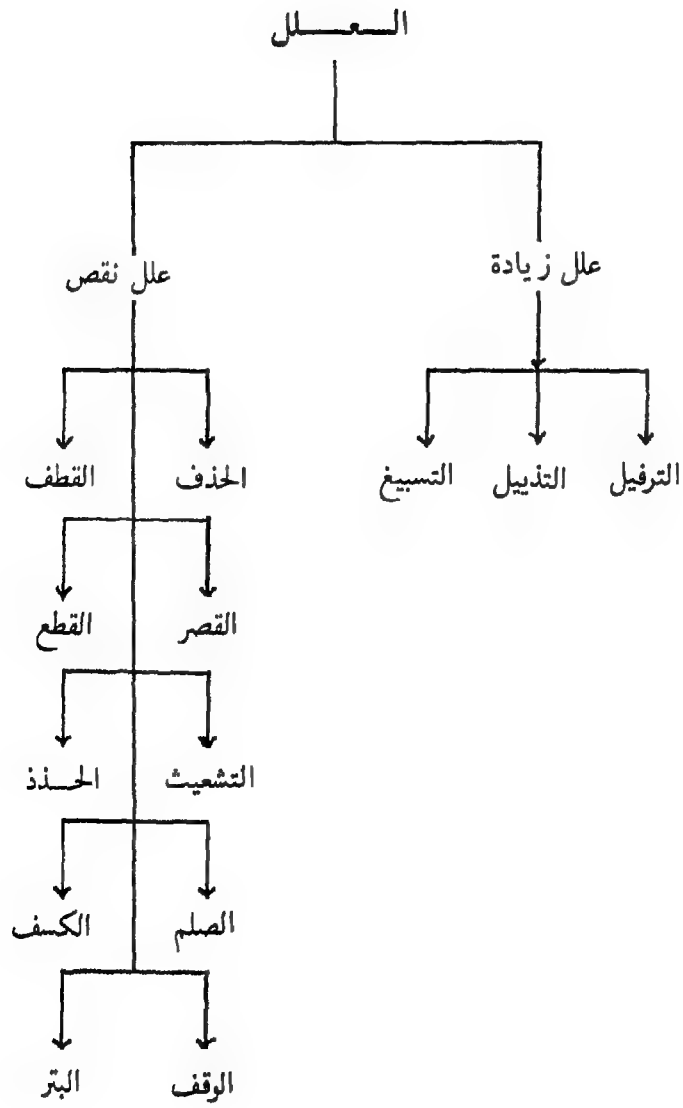 العلل
علل زيادة
علل نقص
الترفيل التذييل التسبيغ
الحذف القطف
القصر القطع
التشعيث الحذذ
الصلم الكسف
الوقف البتر